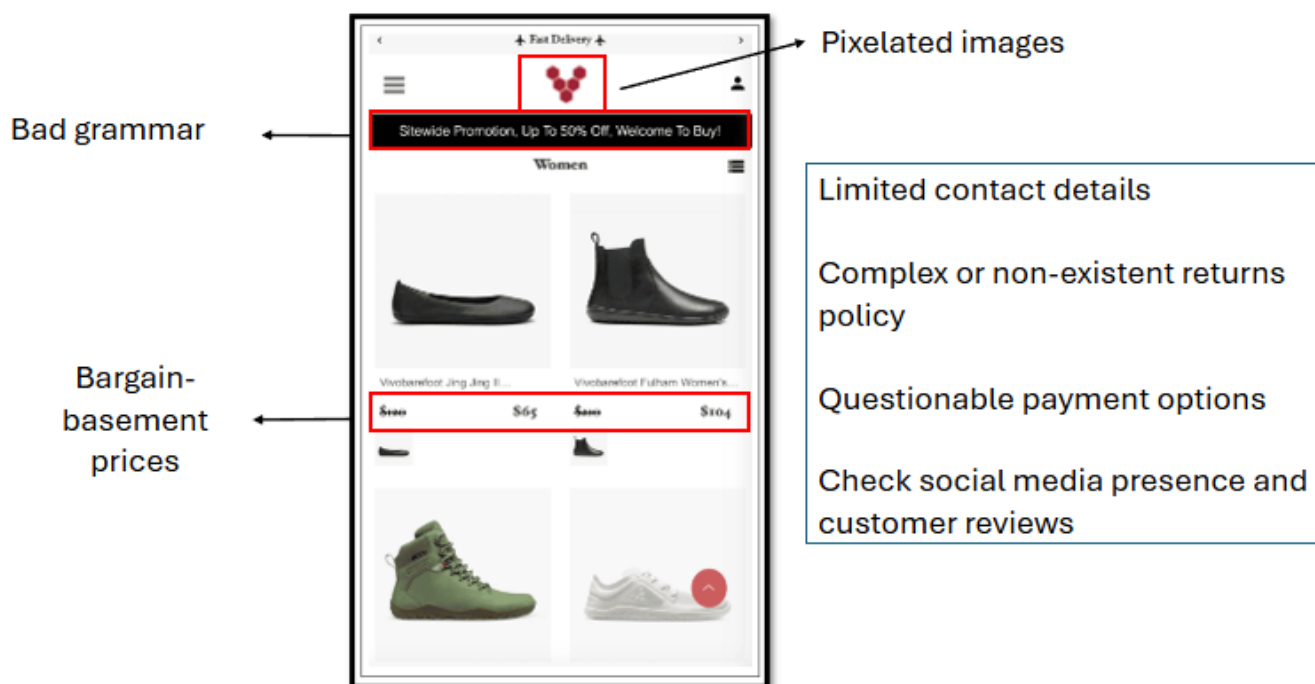 Fast Delivery
Pixelated images
Bad grammar
Sitewide Promotion, Up To 50% Off, Welcome To Buy!
Women
Limited contact details
Complex or non-existent returns
policy
Questionable payment options
Check social media presence and
customer reviews
Vivobarefoot Jing Jing II...
Vivobarefoot Fulham Women's...
Bargain-
basement
prices
$65
$104